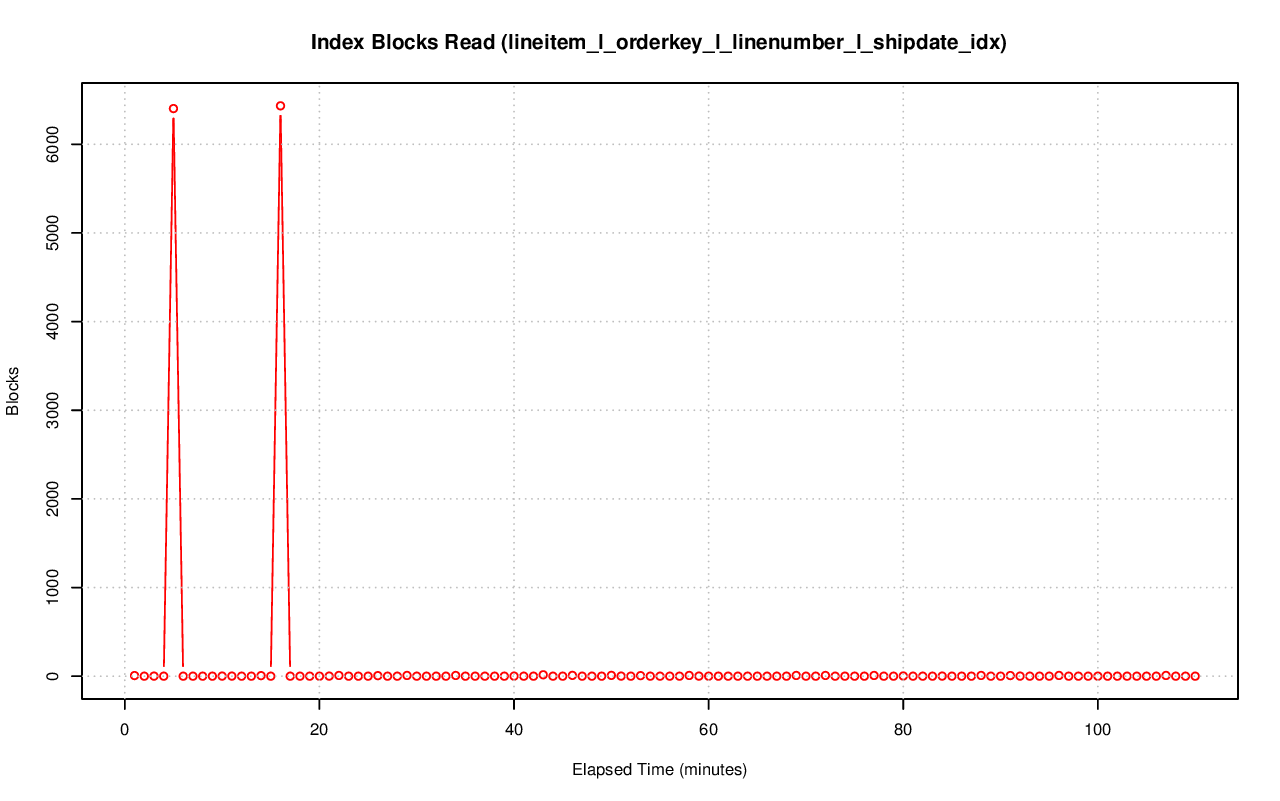 Index Blocks Read (lineitem_l_orderkey_l_linenumber_l_shipdate_idx)
6000
5000
4000
3000
2000
1000
0
Blocks
0 20 40 60 80 100
Elapsed Time (minutes)